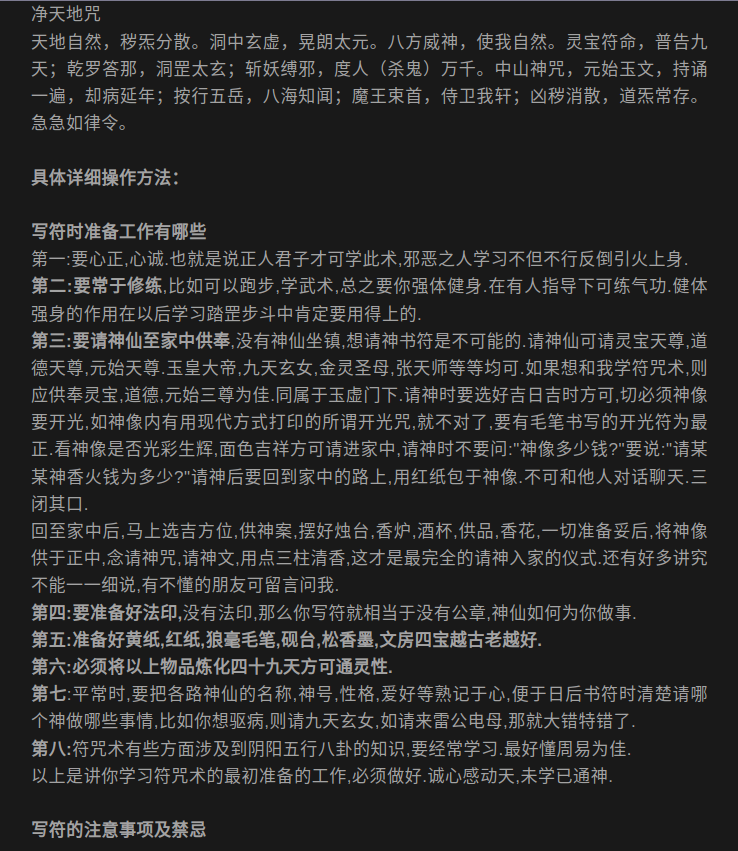 净天地咒
天地自然，秽炁分散。洞中玄虚，晃朗太元。八方威神，使我自然。灵宝符命，普告九
天；乾罗答那，洞罡太玄；斩妖缚邪，度人（杀鬼）万千。中山神咒，元始玉文，持诵
一遍，却病延年；按行五岳，八海知闻；魔王束首，侍卫我轩；凶秽消散，道炁常存。
急急如律令。
具体详细操作方法：
写符时准备工作有哪些
第一:要心正,心诚.也就是说正人君子才可学此术,邪恶之人学习不但不行反倒引火上身.
第二:要常于修练,比如可以跑步,学武术,总之要你强体健身.在有人指导下可练气功.健体
强身的作用在以后学习踏罡步斗中肯定要用得上的.
第三:要请神仙至家中供奉,没有神仙坐镇,想请神书符是不可能的.请神仙可请灵宝天尊,道
德天尊,元始天尊.玉皇大帝,九天玄女,金灵圣母,张天师等等均可.如果想和我学符咒术,则
应供奉灵宝,道德,元始三尊为佳.同属于玉虚门下.请神时要选好吉日吉时方可,切必须神像
要开光,如神像内有用现代方式打印的所谓开光咒,就不对了,要有毛笔书写的开光符为最
正.看神像是否光彩生辉,面色吉祥方可请进家中,请神时不要问:"神像多少钱?"要说:"请某
某神香火钱为多少?"请神后要回到家中的路上,用红纸包于神像.不可和他人对话聊天.三
闭其口.
回至家中后,马上选吉方位,供神案,摆好烛台,香炉,酒杯,供品,香花,一切准备妥后,将神像
供于正中,念请神咒,请神文,用点三柱清香,这才是最完全的请神入家的仪式.还有好多讲究
不能一一细说,有不懂的朋友可留言问我.
第四:要准备好法印,没有法印,那么你写符就相当于没有公章,神仙如何为你做事.
第五:准备好黄纸,红纸,狼毫毛笔,砚台,松香墨,文房四宝越古老越好.
第六:必须将以上物品炼化四十九天方可通灵性.
第七:平常时,要把各路神仙的名称,神号,性格,爱好等熟记于心,便于日后书符时清楚请哪
个神做哪些事情,比如你想驱病,则请九天玄女,如请来雷公电母,那就大错特错了.
第八:符咒术有些方面涉及到阴阳五行八卦的知识,要经常学习.最好懂周易为佳.
以上是讲你学习符咒术的最初准备的工作,必须做好.诚心感动天,未学已通神.
写符的注意事项及禁忌